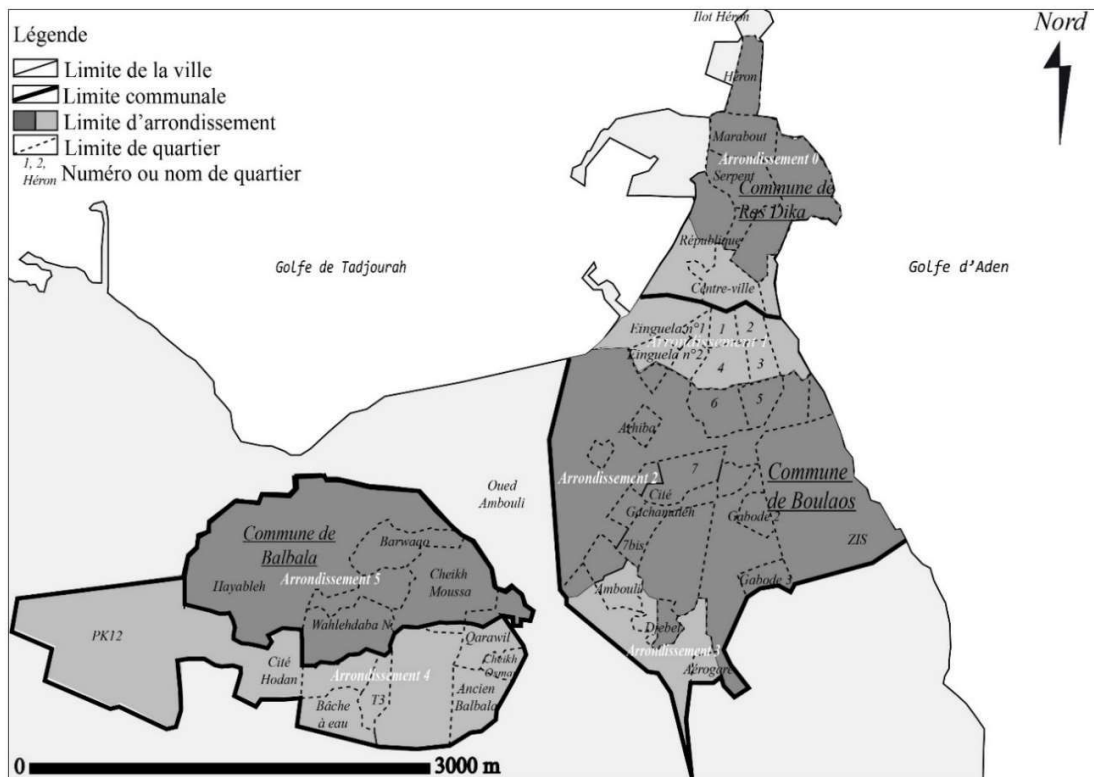 Légende
Limite de la ville
Limite communale
Limite d'arrondissement
Limite de quartier
1, 2,
Héron
Numéro ou nom de quartier
Nord
Ilot Héron
Héron
Marabout
Arrondissement 0
Serpent
Commune de
Ras Dika
République
Golfe de Tadjourah
Golfe d'Aden
Centre-ville
Einguela n°1
1
2
Arrondissement 1
Einguela n°2
4
3
6
5
Arhiba
Arrondissement 2
7
Cité
Gachamaleh
Commune
de Boulaos
Gabode 2
ZIS
7bis
Gabode 3
Ambouli
Djebel
Arrondissement 3
Aérogare
Oued
Ambouli
Commune de
Balbala
Barwaqo
Arrondissement 5
Hayableh
Cheikh
Moussa
Wahlehdaba N
PK12
Qarawil
Cité
Hodan
Cheikh
Osman
Arrondissement 4
Bâche
à eau
T3
Ancien
Balbala
0
3000 m